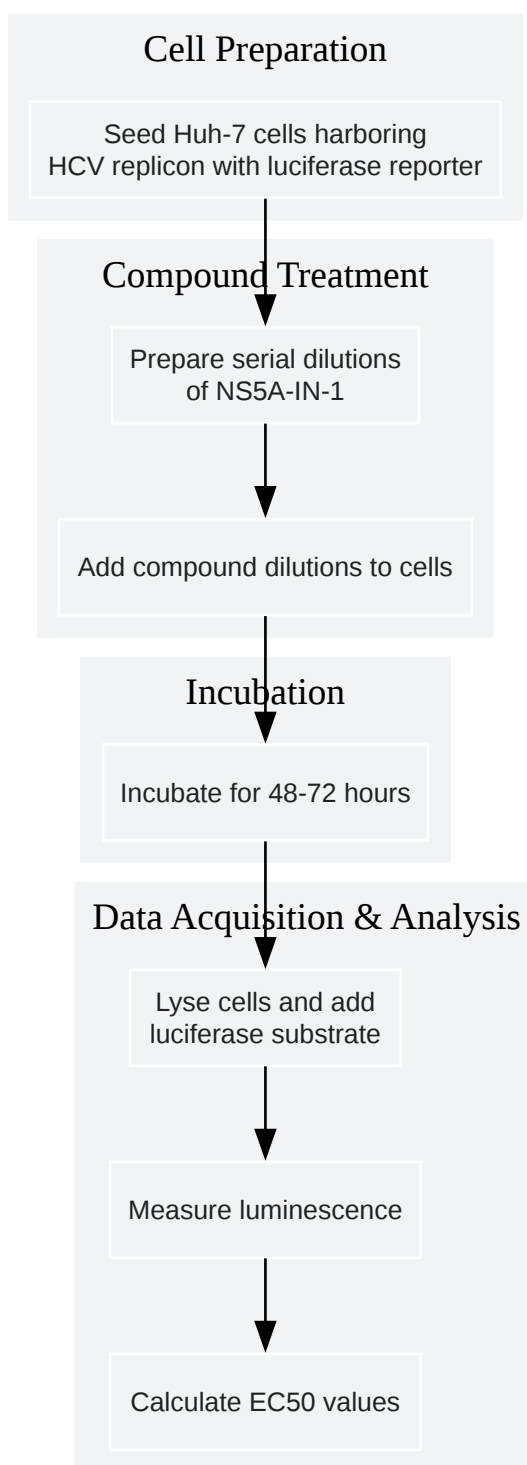 Cell Preparation
Seed Huh-7 cells harboring
HCV replicon with luciferase reporter
Compound Treatment
Prepare serial dilutions
of NS5A-IN-1
Add compound dilutions to cells
Incubation
Incubate for 48-72 hours
Data Acquisition & Analysis
Lyse cells and add
luciferase substrate
Measure luminescence
Calculate EC50 values